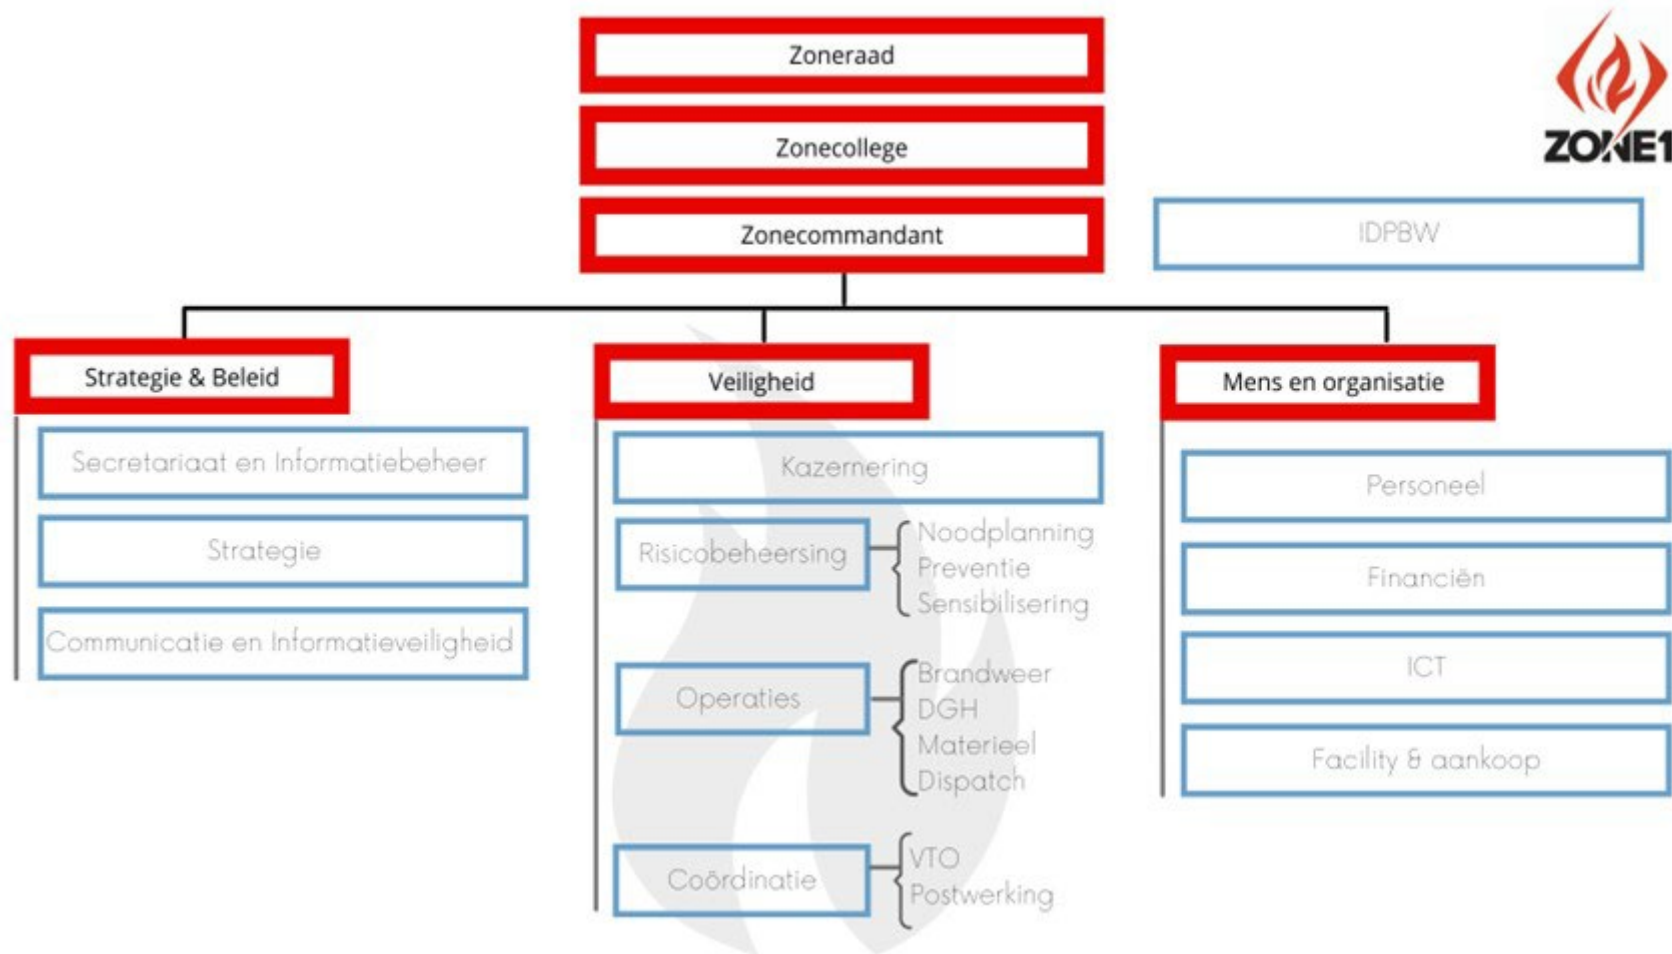 Zoneraad
ZONE1
Zonecollege
Zonecommandant
IDPBW
Strategie & Beleid
Secretariaat en Informatiebeheer
Strategie
Communicatie en Informatieveiligheid
Veiligheid
Kazernering
Risicobeheersing
Noodplanning
Preventie
Sensibilisering
Operaties
Brandweer
DGH
Materieel
Dispatch
Coördinatie
VTO
Postwerking
Mens en organisatie
Personeel
Financiën
ICT
Facility & aankoop